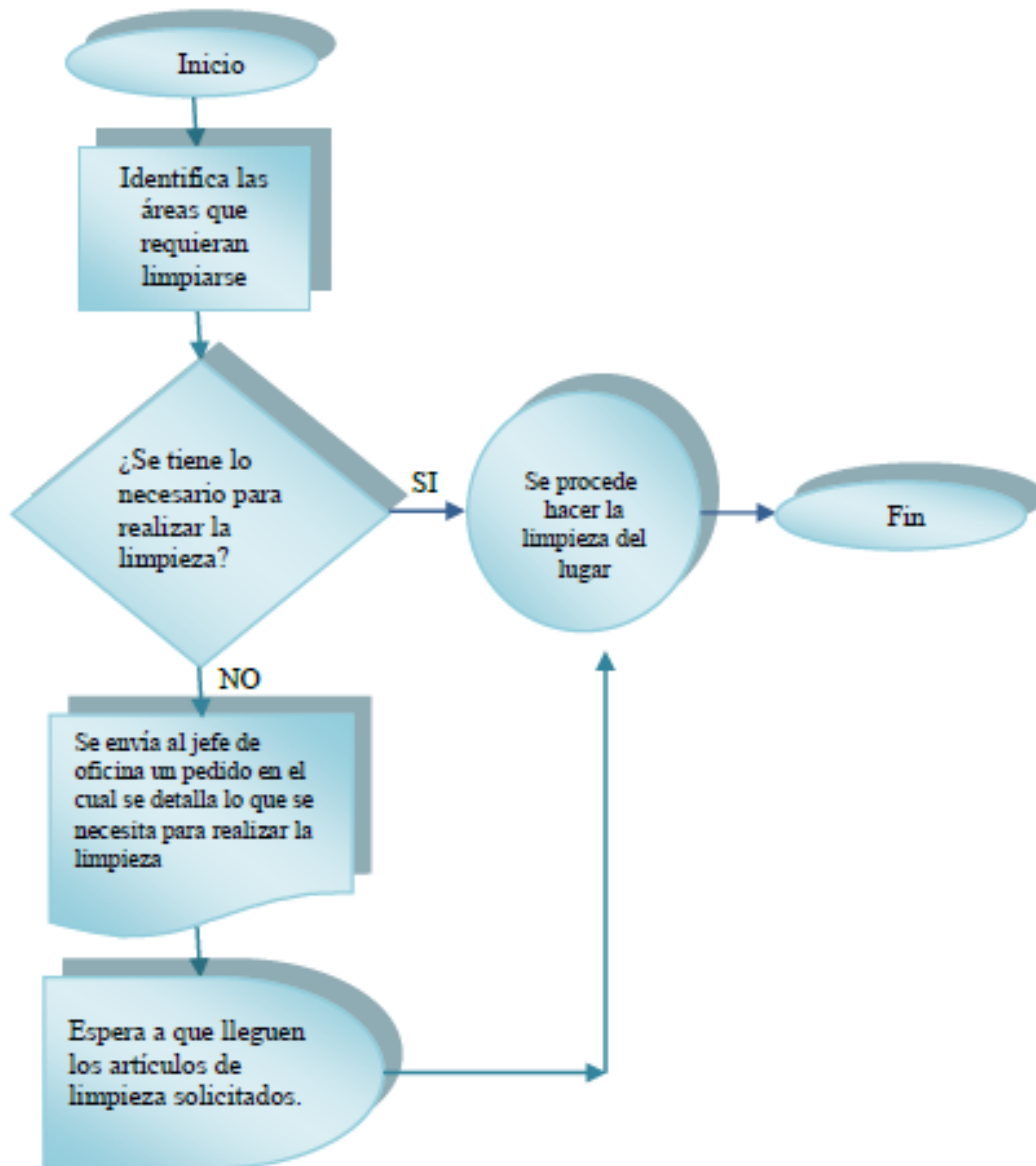 Inicio
Identifica las
áreas que
requieran
limpiarse
¿Se tiene lo
necesario para
realizar la
limpieza?
SI
Se procede
hacer la
limpieza del
lugar
Fin
NO
Se envía al jefe de
oficina un pedido en el
cual se detalla lo que se
necesita para realizar la
limpieza
Espera a que lleguen
los artículos de
limpieza solicitados.